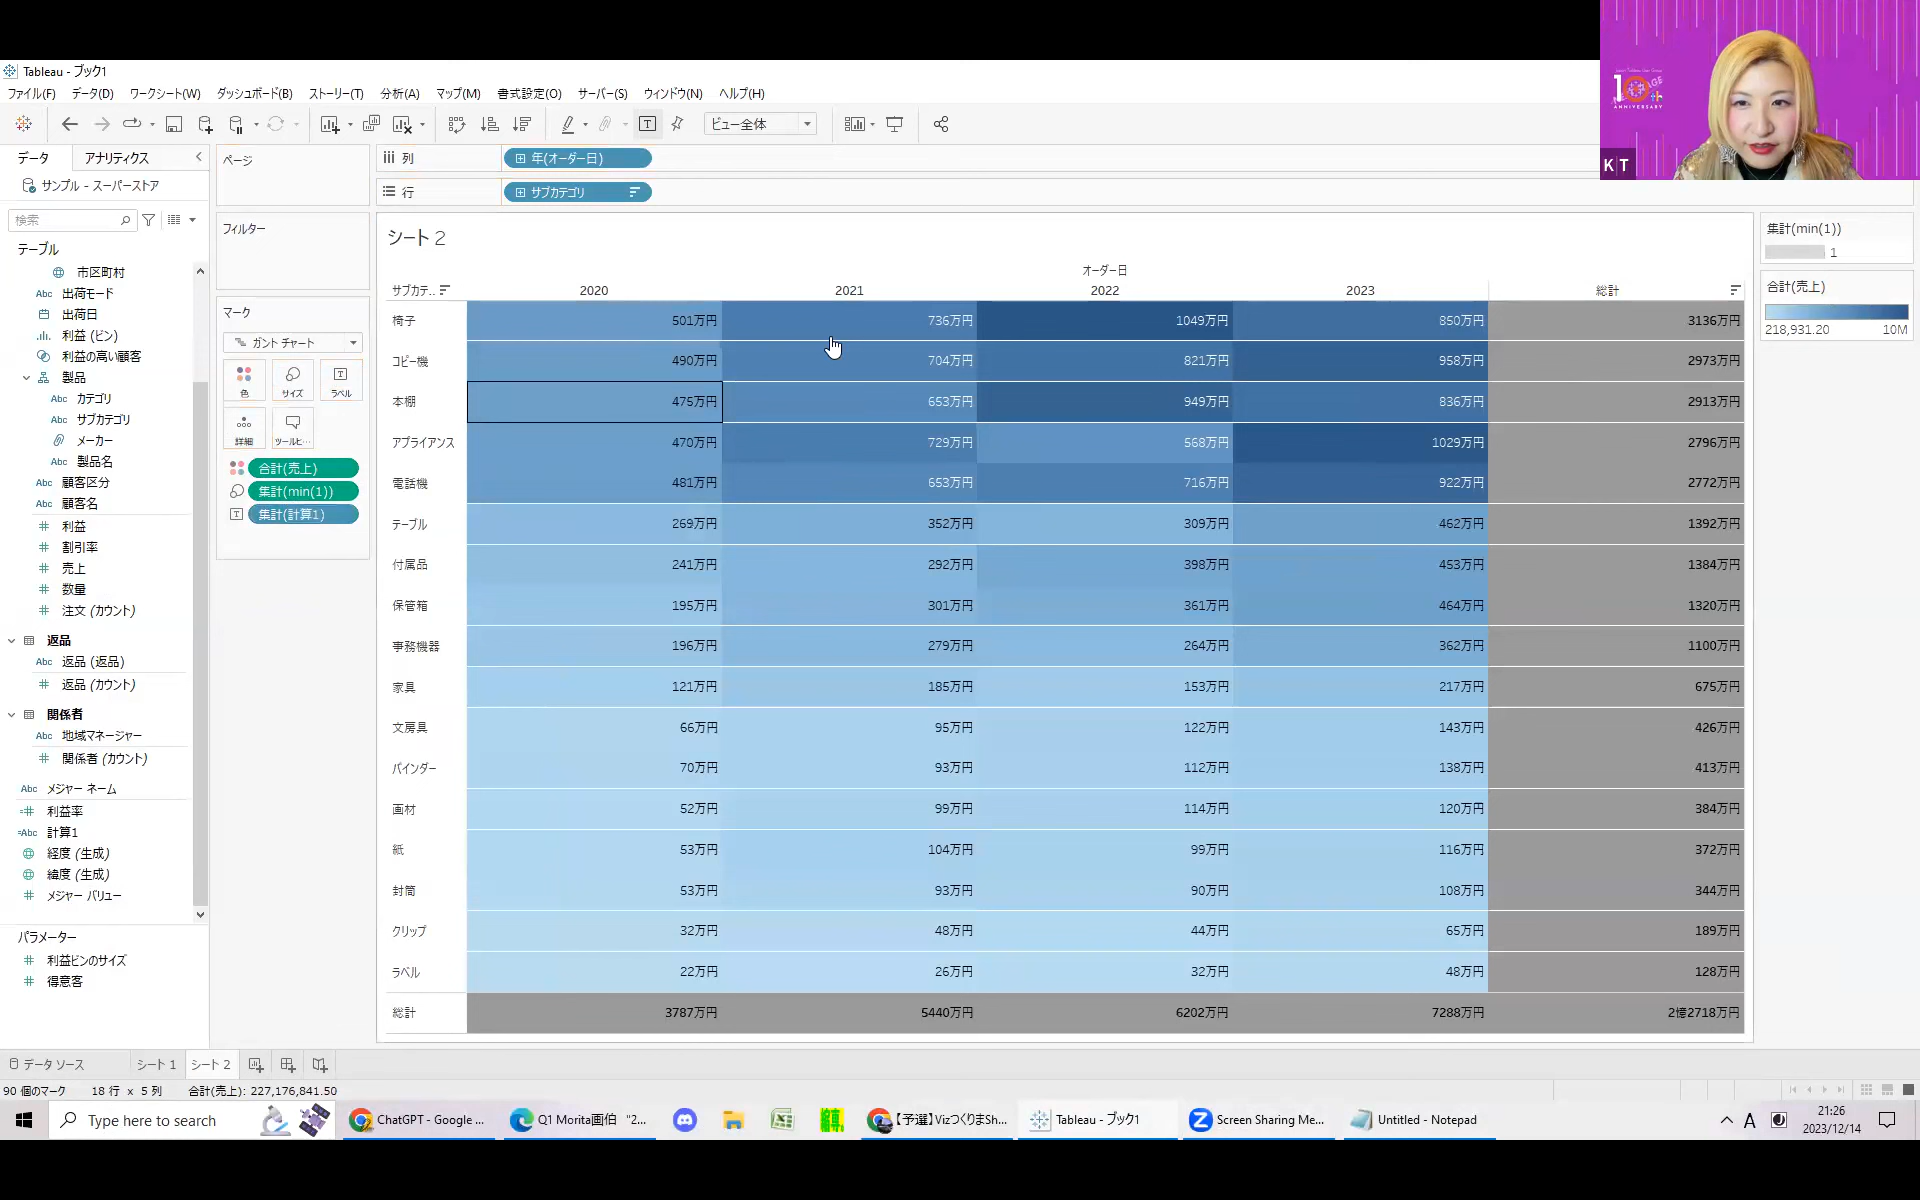 Tableau - ブック1
ファイル(F) データ(D) ワークシート(W) ダッシュボード(B) ストーリー(T) 分析(A) マップ(M) 書式設定(O) サーバー(S) ウィンドウ(N) ヘルプ(H)
ビュー全体
データ アナリティクス
サンプル - スーパーストア
検索
テーブル
市区町村
Abc 出荷モード
出荷日
利益 (ビン)
利益の高い顧客
製品
Abc カテゴリ
Abc サブカテゴリ
メーカー
Abc 製品名
Abc 顧客区分
Abc 顧客名
利益
割引率
売上
数量
注文 (カウント)
返品
Abc 返品 (返品)
返品 (カウント)
関係者
Abc 地域マネージャー
関係者 (カウント)
Abc メジャー ネーム
利益率
=Abc 計算1
経度 (生成)
緯度 (生成)
メジャー バリュー
パラメーター
利益ビンのサイズ
得意客
ページ
フィルター
マーク
ガント チャート
色 サイズ ラベル
詳細 ツールヒ…
合計(売上)
集計(min(1))
集計(計算1)
列 年(オーダー日)
行 サブカテゴリ
シート 2
オーダー日
サブカテ.. 2020 2021 2022 2023 総計
椅子 501万円 736万円 1049万円 850万円 3136万円
コピー機 490万円 704万円 821万円 958万円 2973万円
本棚 475万円 653万円 949万円 836万円 2913万円
アプライアンス 470万円 729万円 568万円 1029万円 2796万円
電話機 481万円 653万円 716万円 922万円 2772万円
テーブル 269万円 352万円 309万円 462万円 1392万円
付属品 241万円 292万円 398万円 453万円 1384万円
保管箱 195万円 301万円 361万円 464万円 1320万円
事務機器 196万円 279万円 264万円 362万円 1100万円
家具 121万円 185万円 153万円 217万円 675万円
文房具 66万円 95万円 122万円 143万円 426万円
バインダー 70万円 93万円 112万円 138万円 413万円
画材 52万円 99万円 114万円 120万円 384万円
紙 53万円 104万円 99万円 116万円 372万円
封筒 53万円 93万円 90万円 108万円 344万円
クリップ 32万円 48万円 44万円 65万円 189万円
ラベル 22万円 26万円 32万円 48万円 128万円
総計 3787万円 5440万円 6202万円 7288万円 2億2718万円
集計(min(1))
1
合計(売上)
218,931.20 10M
10th
ANNIVERSARY
K T
データ ソース シート 1 シート 2
90 個のマーク 18 行 x 5 列 合計(売上): 227,176,841.50
Type here to search
ChatGPT - Google ...
Q1 Morita画伯 "2...
【予選】VizつくりまSh...
Tableau - ブック1
Screen Sharing Me...
Untitled - Notepad
A
21:26
2023/12/14